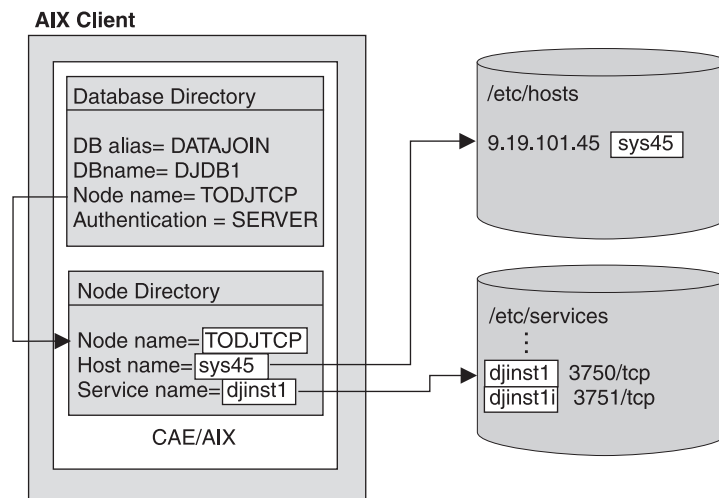 AIX Client
Database Directory
DB alias= DATAJOIN
DBname= DJDB1
Node name= TODJTCP
Authentication = SERVER
Node Directory
Node name= TODJTCP
Host name= sys45
Service name= djinst1
CAE/AIX
/etc/hosts
9.19.101.45 sys45
/etc/services
djinst1 3750/tcp
djinst1i 3751/tcp